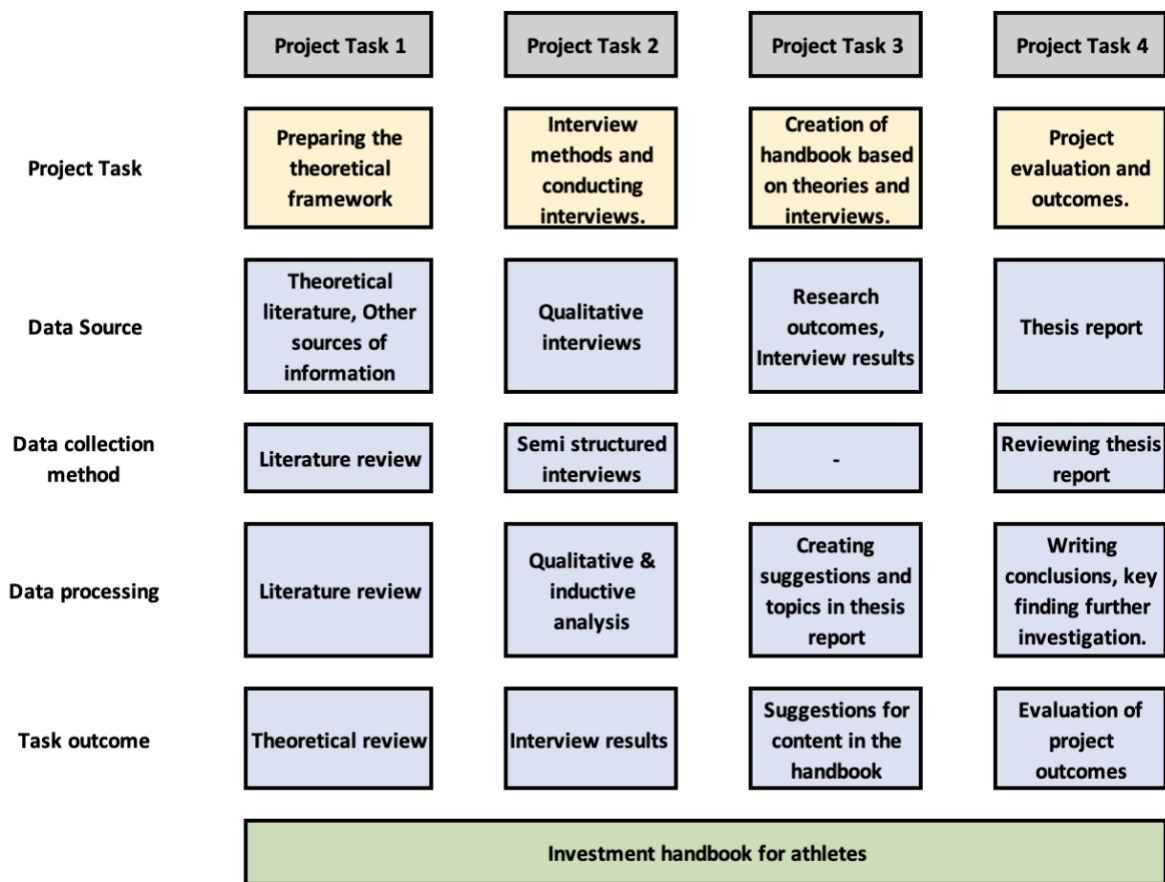 Project Task 1
Project Task 2
Project Task 3
Project Task 4
Project Task
Preparing the
theoretical
framework
Interview
methods and
conducting
interviews.
Creation of
handbook based
on theories and
interviews.
Project
evaluation and
outcomes.
Data Source
Theoretical
literature, Other
sources of
information
Qualitative
interviews
Research
outcomes,
Interview results
Thesis report
Data collection
method
Literature review
Semi structured
interviews
-
Reviewing thesis
report
Data processing
Literature review
Qualitative &
inductive
analysis
Creating
suggestions and
topics in thesis
report
Writing
conclusions, key
finding further
investigation.
Task outcome
Theoretical review
Interview results
Suggestions for
content in the
handbook
Evaluation of
project
outcomes
Investment handbook for athletes